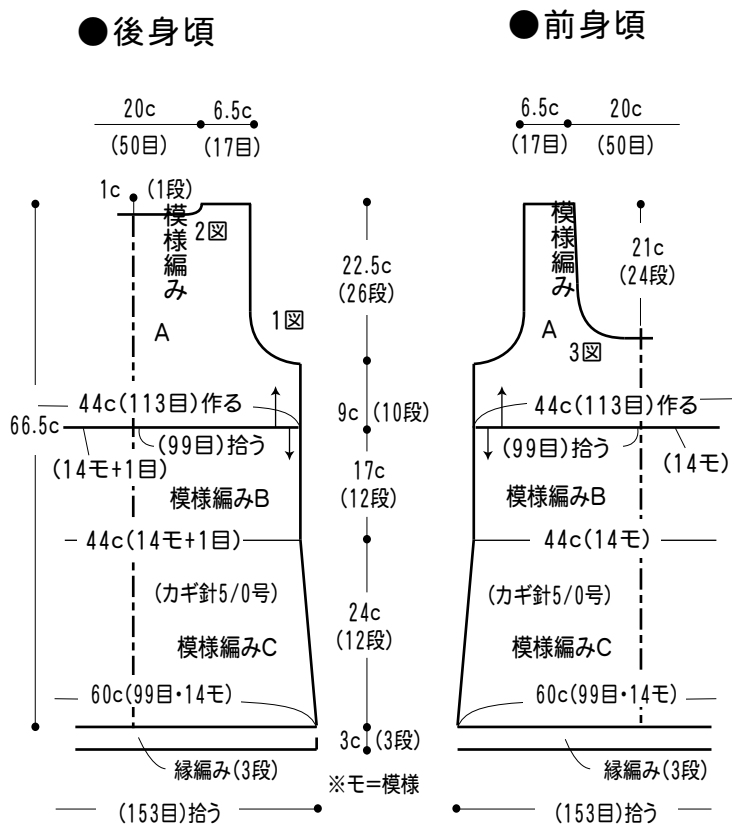 ●後身頃
20c
6.5c
(50目)
(17目)
1c
(1段)
模様編み
2図
A
1図
22.5c
(26段)
66.5c
44c(113目)作る
9c
(10段)
(99目)拾う
(14モ+1目)
17c
(12段)
模様編みB
44c(14モ+1目)
(カギ針5/0号)
24c
(12段)
模様編みC
60c(99目・14モ)
3c
(3段)
縁編み(3段)
※モ=模様
(153目)拾う
●前身頃
6.5c
20c
(17目)
(50目)
模様編み
21c
(24段)
A
3図
44c(113目)作る
(99目)拾う
(14モ)
模様編みB
44c(14モ)
(カギ針5/0号)
模様編みC
60c(99目・14モ)
縁編み(3段)
(153目)拾う